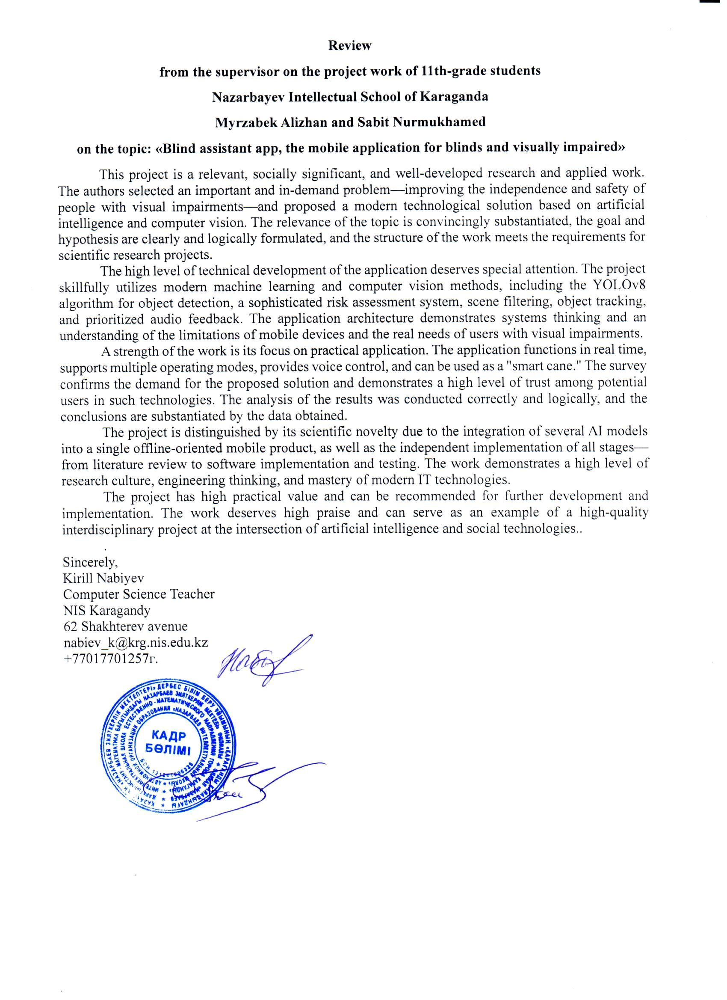 Review
from the supervisor on the project work of 11th-grade students
Nazarbayev Intellectual School of Karaganda
Myrzabek Alizhan and Sabit Nurmukhamed
on the topic: «Blind assistant app, the mobile application for blinds and visually impaired»
This project is a relevant, socially significant, and well-developed research and applied work.
The authors selected an important and in-demand problem—improving the independence and safety of
people with visual impairments—and proposed a modern technological solution based on artificial
intelligence and computer vision. The relevance of the topic is convincingly substantiated, the goal and
hypothesis are clearly and logically formulated, and the structure of the work meets the requirements for
scientific research projects.
The high level of technical development of the application deserves special attention. The project
skillfully utilizes modern machine learning and computer vision methods, including the YOLOv8
algorithm for object detection, a sophisticated risk assessment system, scene filtering, object tracking,
and prioritized audio feedback. The application architecture demonstrates systems thinking and an
understanding of the limitations of mobile devices and the real needs of users with visual impairments.
A strength of the work is its focus on practical application. The application functions in real time,
supports multiple operating modes, provides voice control, and can be used as a "smart cane." The survey
confirms the demand for the proposed solution and demonstrates a high level of trust among potential
users in such technologies. The analysis of the results was conducted correctly and logically, and the
conclusions are substantiated by the data obtained.
The project is distinguished by its scientific novelty due to the integration of several AI models
into a single offline-oriented mobile product, as well as the independent implementation of all stages—
from literature review to software implementation and testing. The work demonstrates a high level of
research culture, engineering thinking, and mastery of modern IT technologies.
The project has high practical value and can be recommended for further development and
implementation. The work deserves high praise and can serve as an example of a high-quality
interdisciplinary project at the intersection of artificial intelligence and social technologies..
.
Sincerely,
Kirill Nabiyev
Computer Science Teacher
NIS Karagandy
62 Shakhterev avenue
nabiev_k@krg.nis.edu.kz
+77017701257г.
КАДР
БӨЛІМІ